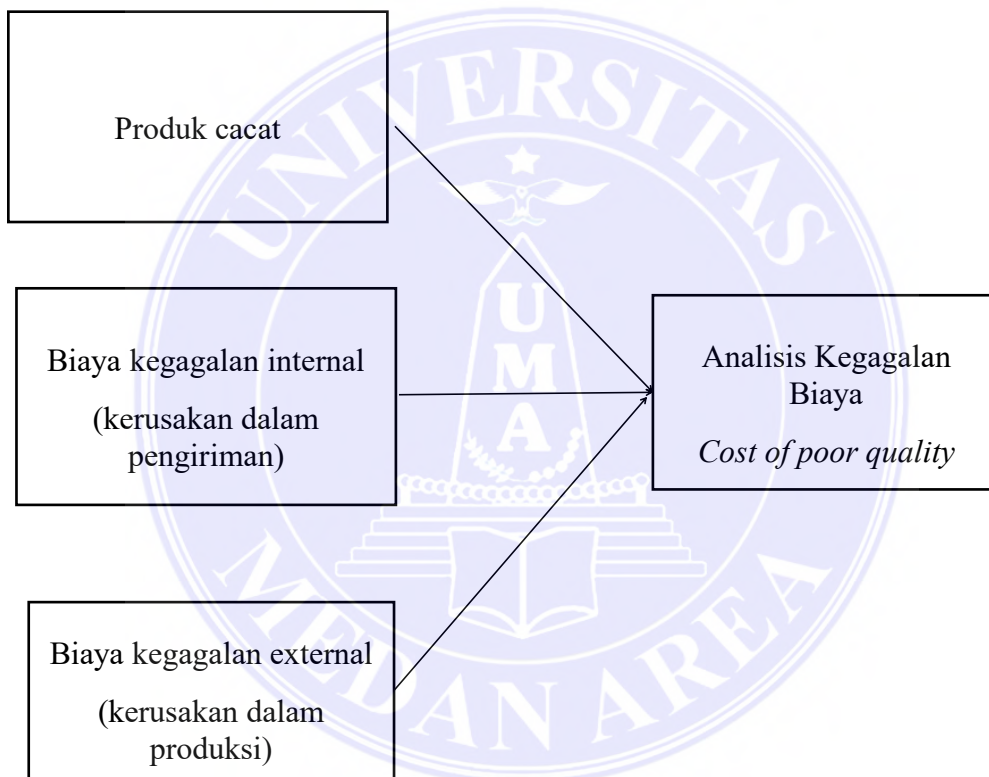 UNIVERSITAS
Produk cacat
UMA
Biaya kegagalan internal
(kerusakan dalam
pengiriman)
Analisis Kegagalan
Biaya
Cost of poor quality
MEDAN AREA
Biaya kegagalan external
(kerusakan dalam
produksi)